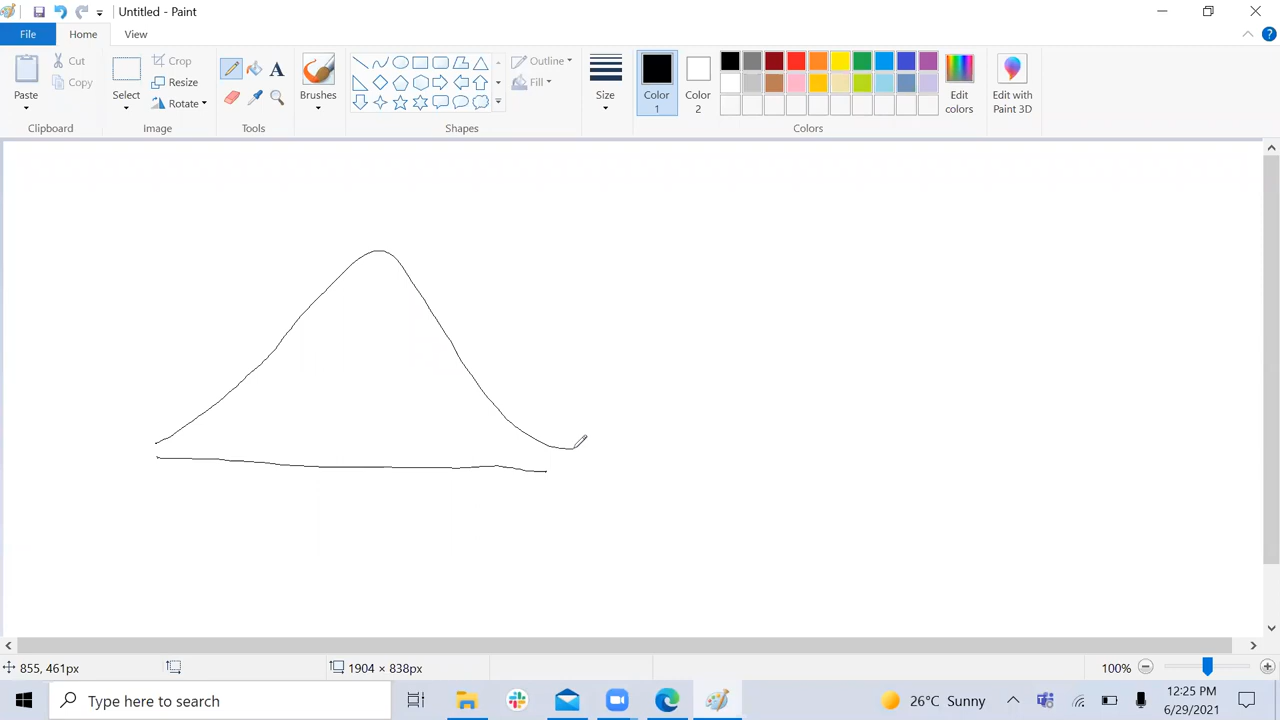 Untitled - Paint
File
Home
View
Paste
Cut
Copy
Clipboard
Select
Crop
Resize
Rotate
Image
A
Tools
Brushes
Outline
Fill
Shapes
Size
Color
1
Color
2
Edit
colors
Colors
Edit with
Paint 3D
855, 461px
1904 × 838px
100%
Type here to search
26°C Sunny
12:25 PM
6/29/2021